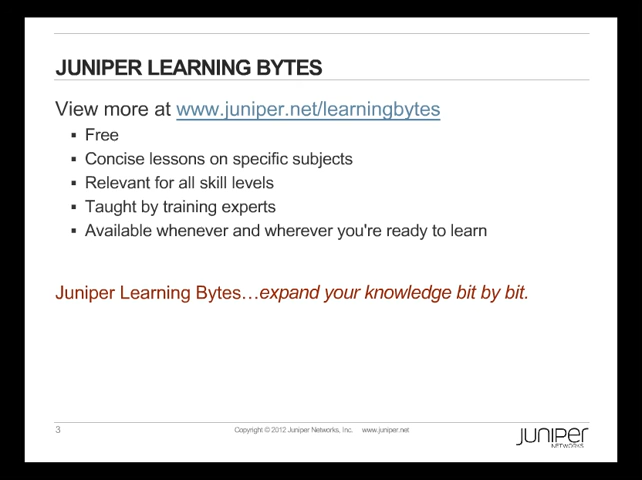 JUNIPER LEARNING BYTES
View more at www.juniper.net/learningbytes
▪ Free
▪ Concise lessons on specific subjects
▪ Relevant for all skill levels
▪ Taught by training experts
▪ Available whenever and wherever you're ready to learn
Juniper Learning Bytes…expand your knowledge bit by bit.
3
Copyright © 2012 Juniper Networks, Inc. www.juniper.net
JUNIPER
NETWORKS